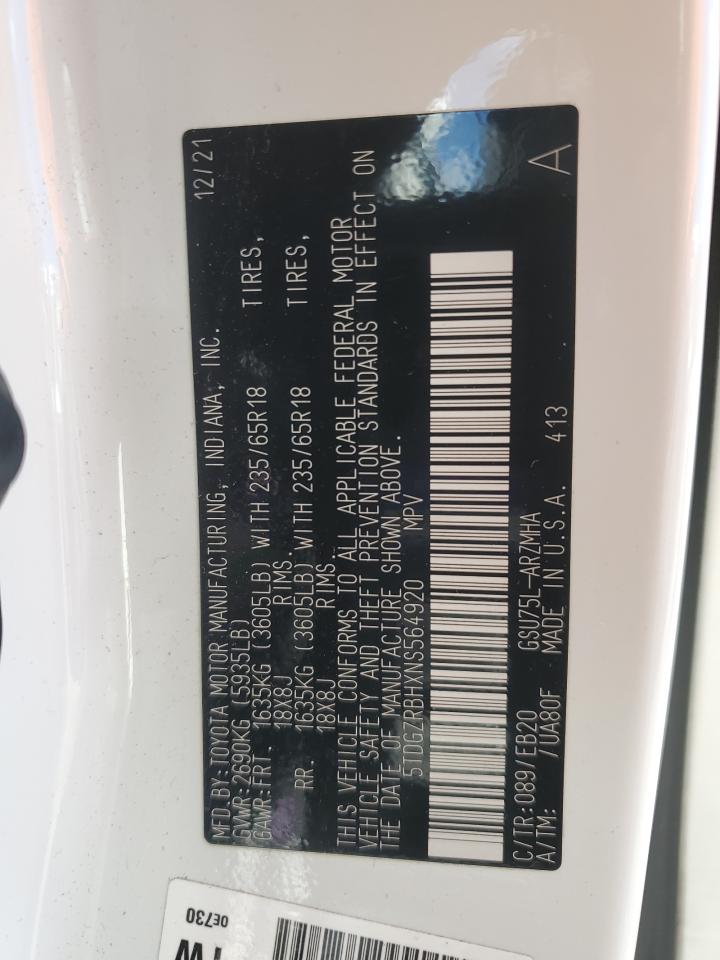 MFD.BY:TOYOTA MOTOR MANUFACTURING, INDIANA, INC. 12/21
GVWR:2690KG (5935LB)
GAWR:FRT. 1635KG (3605LB) WITH 235/65R18 TIRES,
18X8J RIMS.
RR. 1635KG (3605LB) WITH 235/65R18 TIRES,
18X8J RIMS.
THIS VEHICLE CONFORMS TO ALL APPLICABLE FEDERAL MOTOR
VEHICLE SAFETY AND THEFT PREVENTION STANDARDS IN EFFECT ON
THE DATE OF MANUFACTURE SHOWN ABOVE.
5TDGZRBHXNS564920 MPV
C/TR:089/EB20 GSU75L-ARZMHA A
A/TM: /UA80F MADE IN U.S.A. 413
0E730